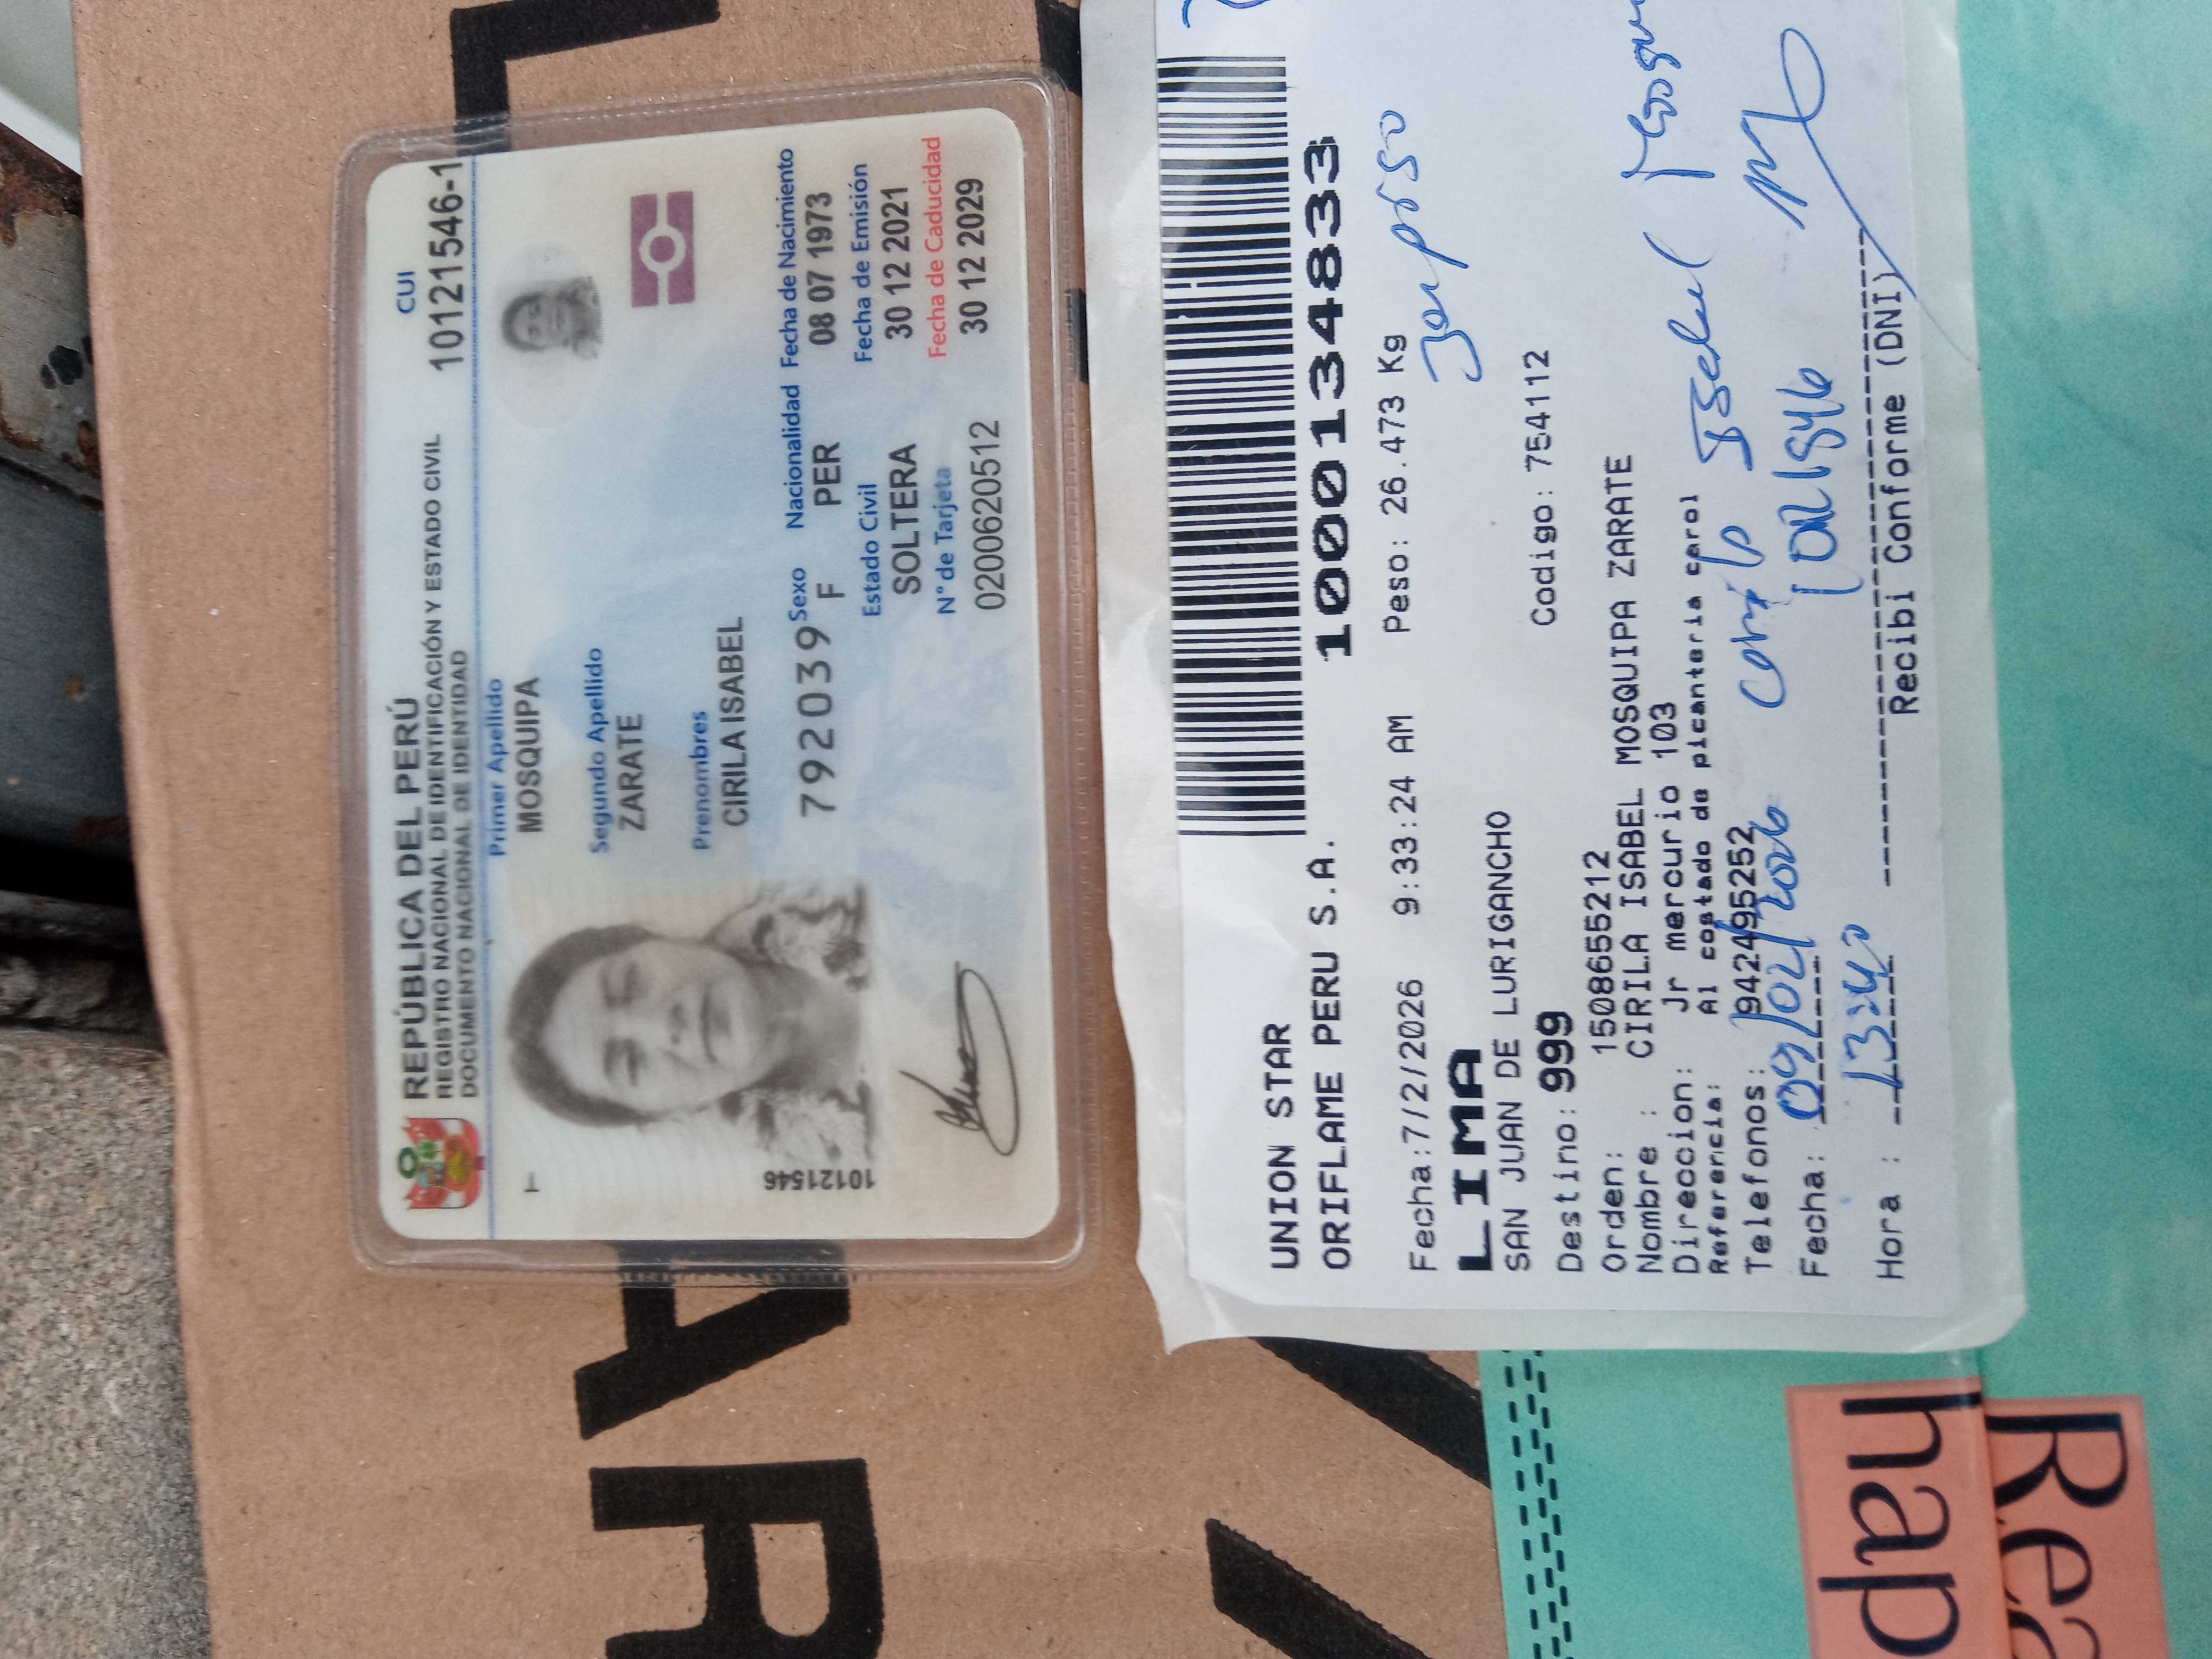 REPÚBLICA DEL PERÚ
REGISTRO NACIONAL DE IDENTIFICACIÓN Y ESTADO CIVIL
DOCUMENTO NACIONAL DE IDENTIDAD
CUI
10121546-1
Primer Apellido
MOSQUIPA
Segundo Apellido
ZARATE
Prenombres
CIRILA ISABEL
792039
Sexo Nacionalidad Fecha de Nacimiento
F PER 08 07 1973
Estado Civil Fecha de Emisión
SOLTERA 30 12 2021
N° de Tarjeta Fecha de Caducidad
0200620512 30 12 2029
10121546
UNION STAR
ORIFLAME PERU S.A. 1000134833
Fecha:7/2/2026 9:33:24 AM Peso: 26.473 Kg
LIMA
SAN JUAN DE LURIGANCHO
Destino: 999 Codigo: 754112
Orden: 1508655212
Nombre : CIRILA ISABEL MOSQUIPA ZARATE
Direccion: Jr mercurio 103
Referencia: Al costado de picanteria carol
Telefonos: 942495252
Isabel
Fecha: 09/02/2026
10121546
Hora : 13:40
Recibi Conforme (DNI)
hap
Rea